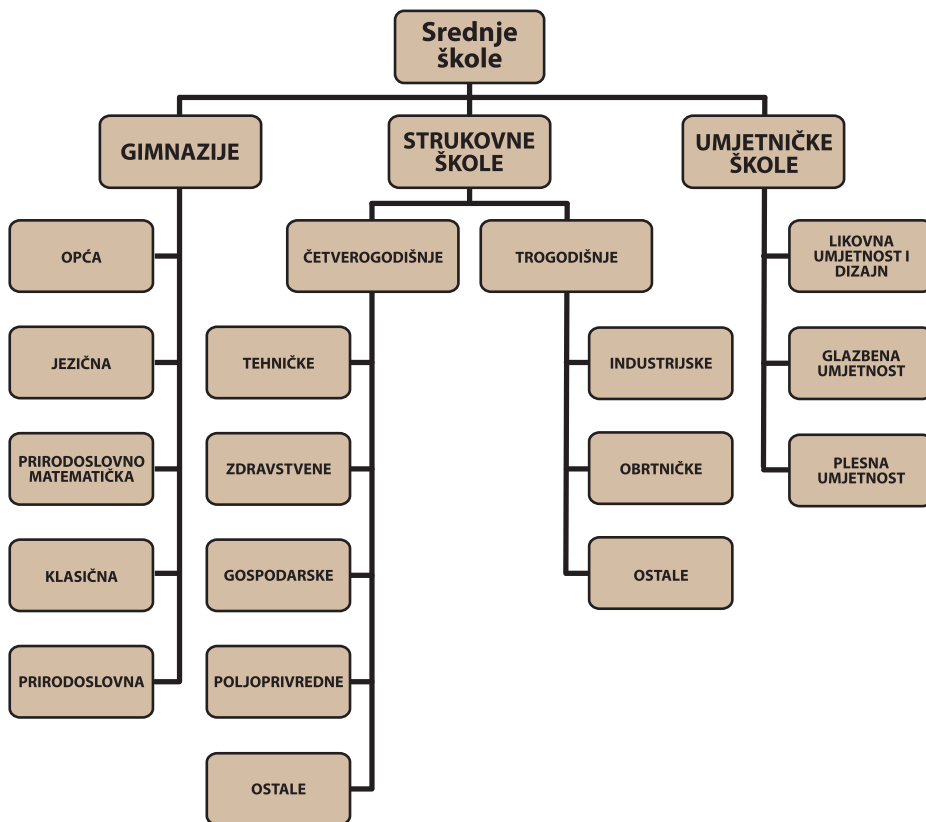 Srednje
škole
GIMNAZIJE
STRUKOVNE
ŠKOLE
UMJETNIČKE
ŠKOLE
OPĆA
JEZIČNA
PRIRODOSLOVNO
MATEMATIČKA
KLASIČNA
PRIRODOSLOVNA
ČETVEROGODIŠNJE
TEHNIČKE
ZDRAVSTVENE
GOSPODARSKE
POLJOPRIVREDNE
OSTALE
TROGODIŠNJE
INDUSTRIJSKE
OBRTNIČKE
OSTALE
LIKOVNA
UMJETNOST I
DIZAJN
GLAZBENA
UMJETNOST
PLESNA
UMJETNOST